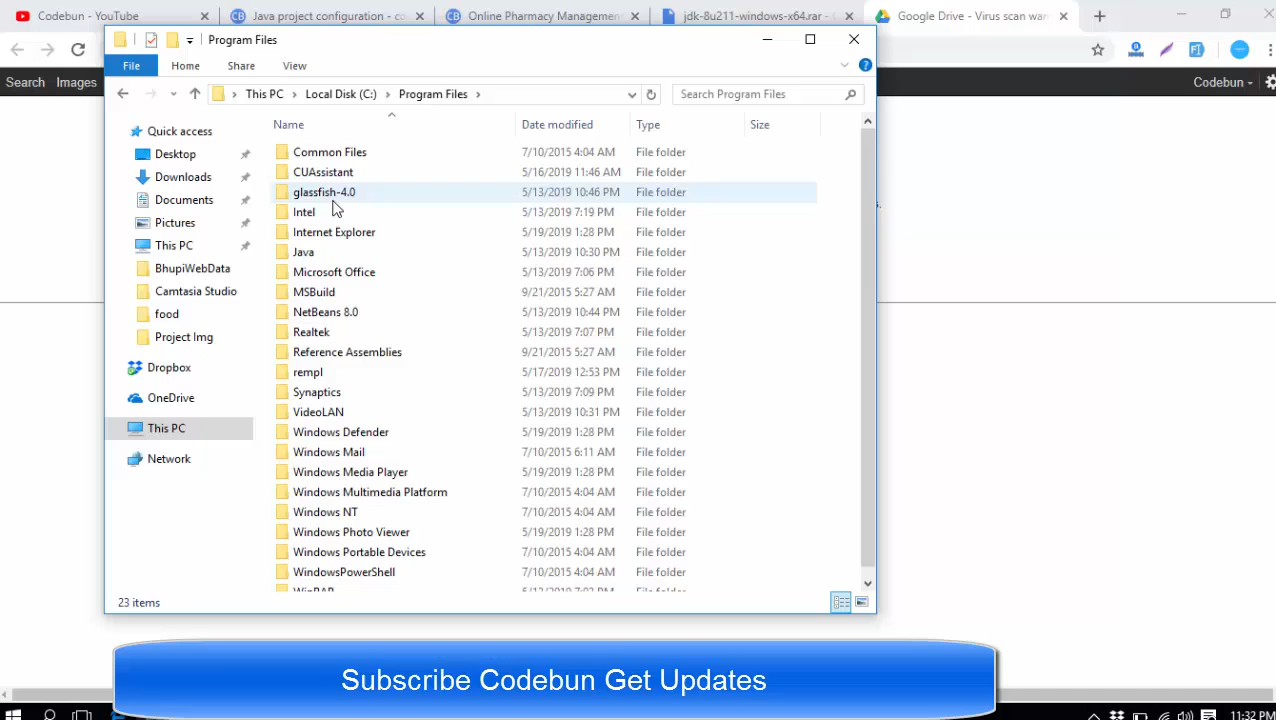 Codebun - YouTube
Java project configuration - co
Online Pharmacy Management
jdk-8u211-windows-x64.rar -
Google Drive - Virus scan war
Search Images
Codebun
Program Files
File Home Share View
This PC Local Disk (C:) Program Files
Search Program Files
Name Date modified Type Size
Quick access
Desktop
Downloads
Documents
Pictures
This PC
BhupiWebData
Camtasia Studio
food
Project Img
Dropbox
OneDrive
This PC
Network
Common Files 7/10/2015 4:04 AM File folder
CUAssistant 5/16/2019 11:46 AM File folder
glassfish-4.0 5/13/2019 10:46 PM File folder
Intel 5/13/2019 7:19 PM File folder
Internet Explorer 5/19/2019 1:28 PM File folder
Java 5/13/2019 10:30 PM File folder
Microsoft Office 5/13/2019 7:06 PM File folder
MSBuild 9/21/2015 5:27 AM File folder
NetBeans 8.0 5/13/2019 10:44 PM File folder
Realtek 5/13/2019 7:07 PM File folder
Reference Assemblies 9/21/2015 5:27 AM File folder
rempl 5/17/2019 12:53 PM File folder
Synaptics 5/13/2019 7:09 PM File folder
VideoLAN 5/13/2019 10:31 PM File folder
Windows Defender 5/19/2019 1:28 PM File folder
Windows Mail 7/10/2015 6:11 AM File folder
Windows Media Player 5/19/2019 1:28 PM File folder
Windows Multimedia Platform 7/10/2015 4:04 AM File folder
Windows NT 7/10/2015 4:04 AM File folder
Windows Photo Viewer 5/19/2019 1:28 PM File folder
Windows Portable Devices 7/10/2015 4:04 AM File folder
WindowsPowerShell 7/10/2015 4:04 AM File folder
23 items
Subscribe Codebun Get Updates
11:32 PM